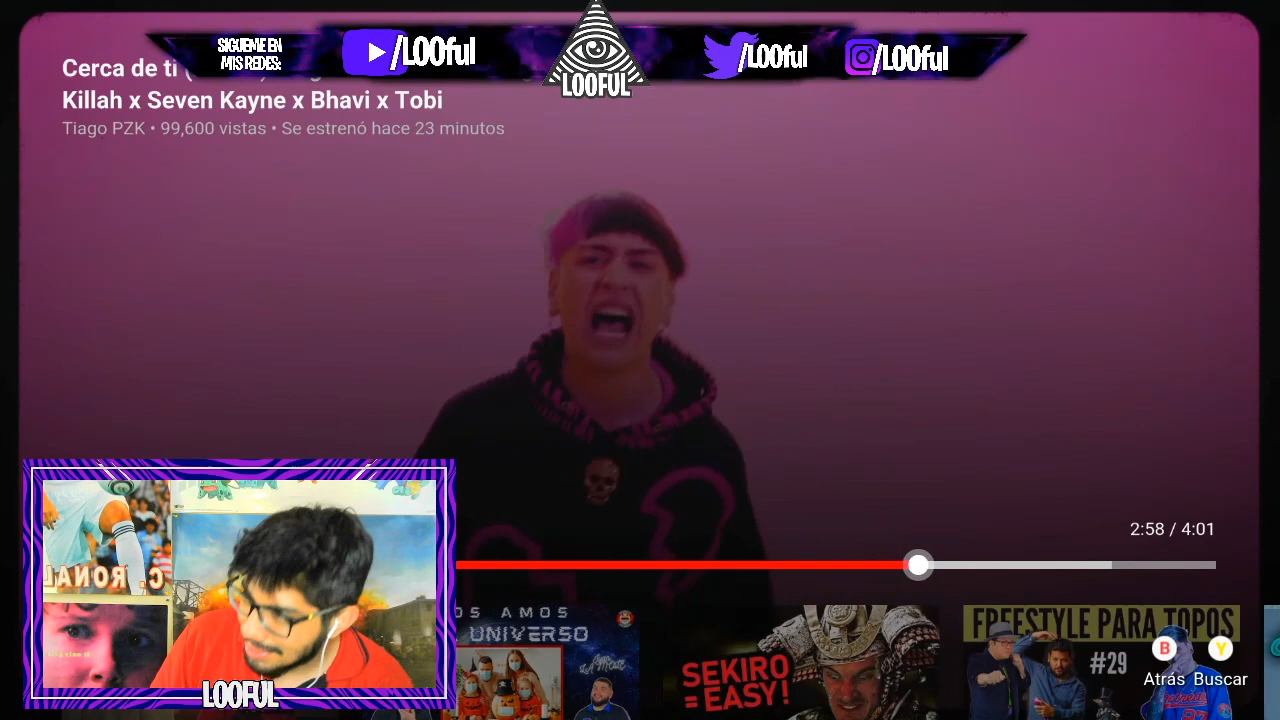 SIGUEME EN
MIS REDES:
/LOOful
LOOFUL
/LOOful
/LOOful
Cerca de ti
Killah x Seven Kayne x Bhavi x Tobi
Tiago PZK • 99,600 vistas • Se estrenó hace 23 minutos
2:58 / 4:01
C. RONAL
LOOFUL
OS AMOS
UNIVERSO
SEKIRO
= EASY!
FREESTYLE PARA TOPOS
#29
B
Y
Atrás Buscar